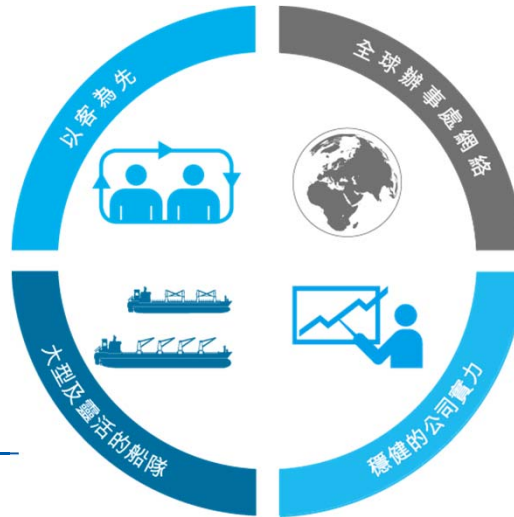 以客為先
全球辦事處網絡
大型及靈活的船隊
穩健的公司實力